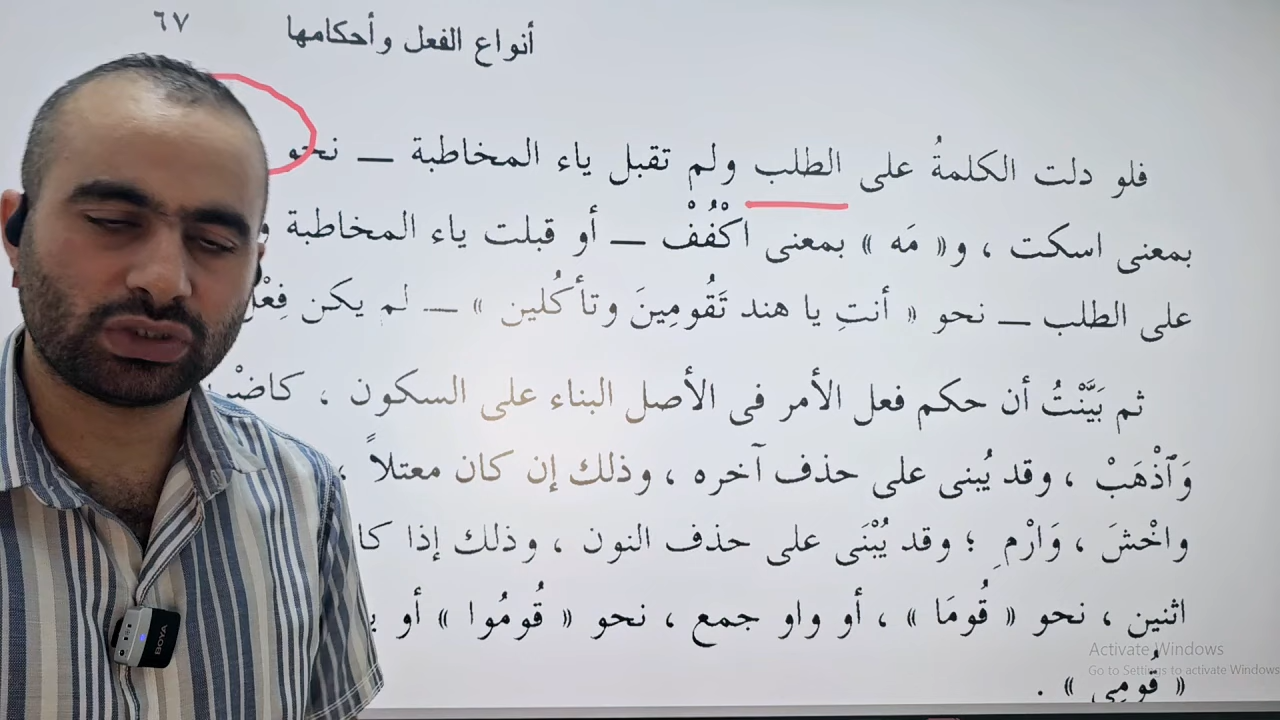 أنواع الفعل وأحكامها ٦٧
فلو دلت الكلمةُ على الطلب ولم تقبل ياء المخاطبة — نحو
بمعنى اسكت ، و« مَه » بمعنى اكْفُفْ — أو قبلت ياء المخاطبة
على الطلب — نحو « أنتِ يا هند تَقُومِينَ وتأكُلين » — لم يكن
ثم بَيَّنْتُ أن حكم فعل الأمر فى الأصل البناء على السكون ،
وَٱذْهَبْ ، وقد يُبنى على حذف آخره ، وذلك إن كان معتلاً ،
واخْشَ ، وَارْمِ ؛ وقد يُبْنَى على حذف النون ، وذلك إذا
اثنين ، نحو « قُومَا » ، أو واو جمع ، نحو « قُومُوا » أو
« قُومِى » .
BOYA
Activate Windows
Go to Settings to activate Windows